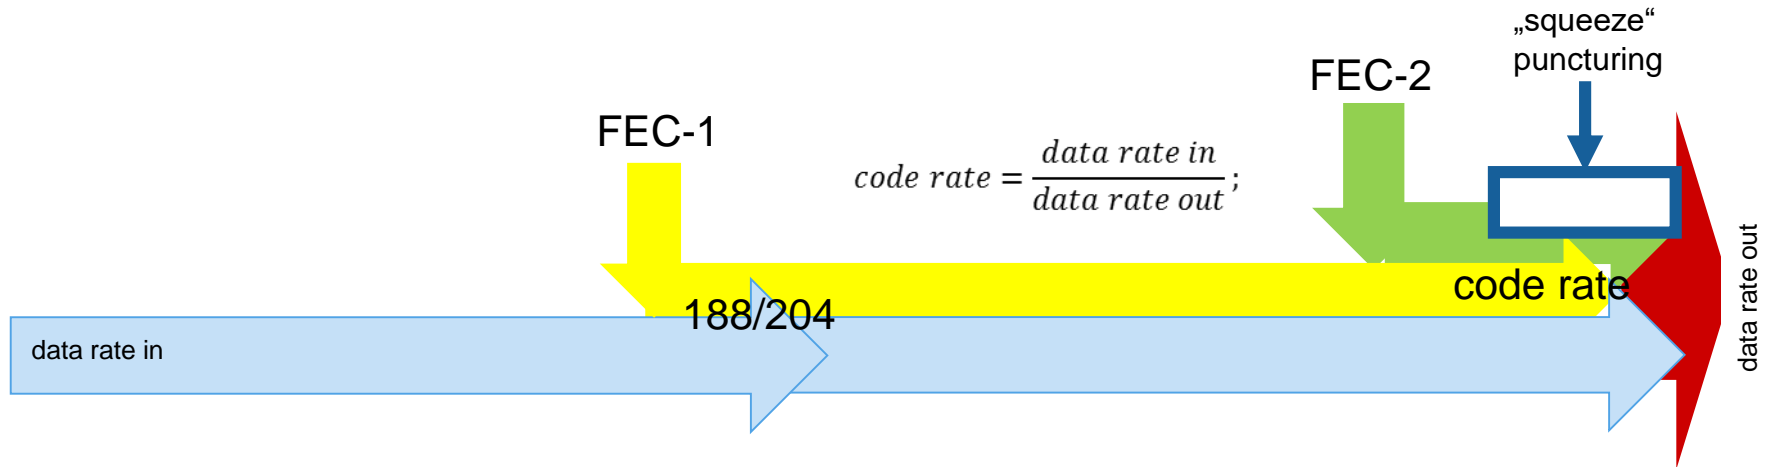 „squeeze“
puncturing
FEC-2
FEC-1
code rate = data rate in / data rate out ;
code rate
188/204
data rate in
data rate out